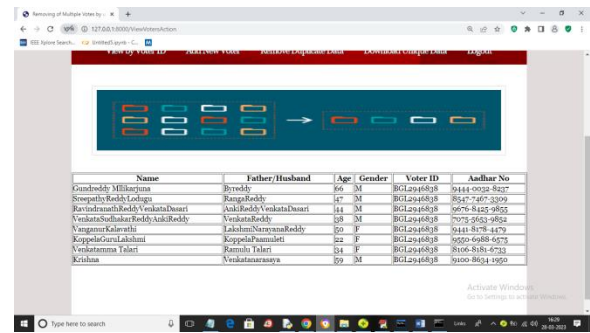 Removing of Multiple Votes by -
127.0.0.1:8000/ViewVotersAction
IEEE Xplore Search...
Untitled5.ipynb - C...
View by Voter ID Add New Voter Remove Duplicate Data Download Unique Data Logout
Name Father/Husband Age Gender Voter ID Aadhar No
Gundreddy Mllikarjuna Byreddy 66 M BGL2946838 9444-0032-8237
SreepathyReddyLodugu RangaReddy 47 M BGL2946838 8547-7467-3309
RavindranathReddyVenkataDasari AnkiReddyVenkataDasari 44 M BGL2946838 9676-8425-9855
VenkataSudhakarReddyAnkiReddy VenkataReddy 38 M BGL2946838 7075-5653-9852
VanganurKalavathi LakshmiNarayanaReddy 50 F BGL2946838 9441-8178-4479
KoppelaGuruLakshmi KoppelaPaamuleti 22 F BGL2946838 9550-6988-6575
Venkatamma Talari Ramulu Talari 34 F BGL2946838 8106-8181-6733
Krishna Venkatanarasaya 59 M BGL2946838 9100-8634-1950
Activate Windows
Go to Settings to activate Windows.
Type here to search
Links
16:29
28-03-2023